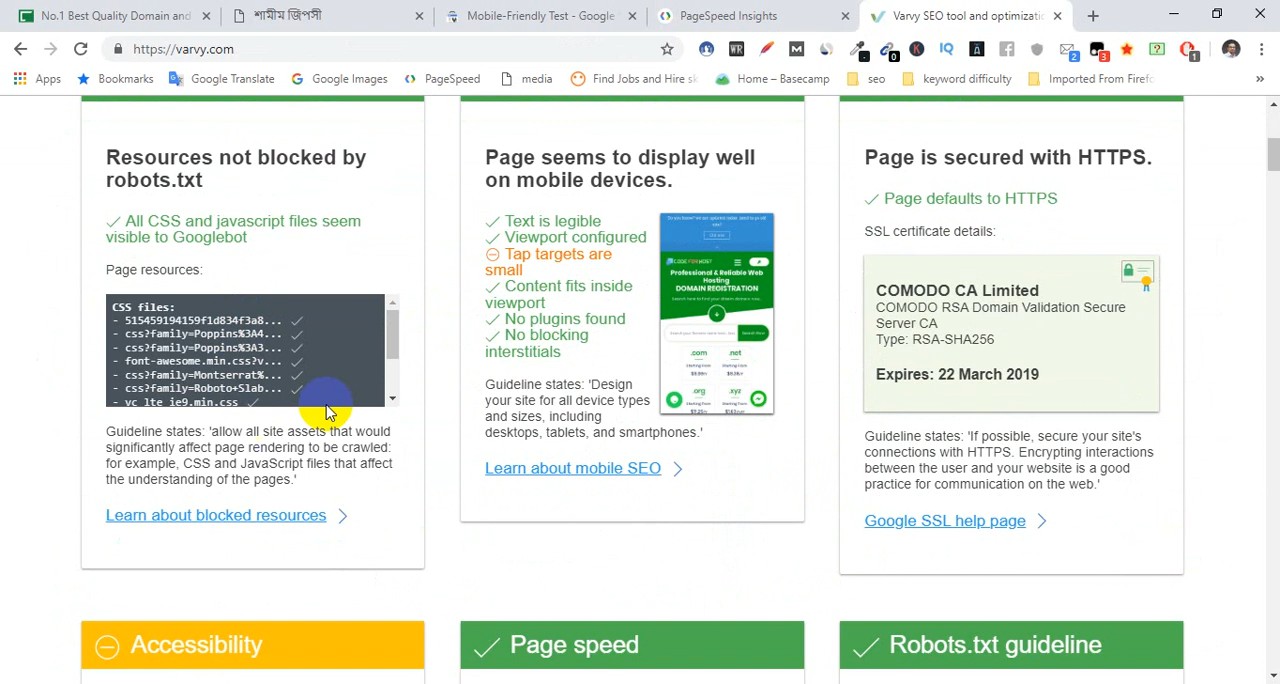 No.1 Best Quality Domain and
শামীম জিপসী
Mobile-Friendly Test - Google
PageSpeed Insights
Varvy SEO tool and optimizatio
https://varvy.com
Apps
Bookmarks
Google Translate
Google Images
PageSpeed
media
Find Jobs and Hire sk
Home – Basecamp
seo
keyword difficulty
Imported From Firefo
Resources not blocked by
robots.txt
All CSS and javascript files seem
visible to Googlebot
Page resources:
CSS files:
- 515459194159f1d834f3a8...
- css?family=Poppins%3A4...
- css?family=Poppins%3A3...
- font-awesome.min.css?v...
- css?family=Montserrat%...
- css?family=Roboto+Slab...
- vc_lte_ie9.min.css
Guideline states: 'allow all site assets that would
significantly affect page rendering to be crawled:
for example, CSS and JavaScript files that affect
the understanding of the pages.'
Learn about blocked resources
Page seems to display well
on mobile devices.
Text is legible
Viewport configured
Tap targets are
small
Content fits inside
viewport
No plugins found
No blocking
interstitials
CODE FOR HOST
Professional & Reliable Web
Hosting
DOMAIN REGISTRATION
.com
.net
.org
.xyz
Guideline states: 'Design
your site for all device types
and sizes, including
desktops, tablets, and smartphones.'
Learn about mobile SEO
Page is secured with HTTPS.
Page defaults to HTTPS
SSL certificate details:
COMODO CA Limited
COMODO RSA Domain Validation Secure
Server CA
Type: RSA-SHA256
Expires: 22 March 2019
Guideline states: 'If possible, secure your site's
connections with HTTPS. Encrypting interactions
between the user and your website is a good
practice for communication on the web.'
Google SSL help page
Accessibility
Page speed
Robots.txt guideline